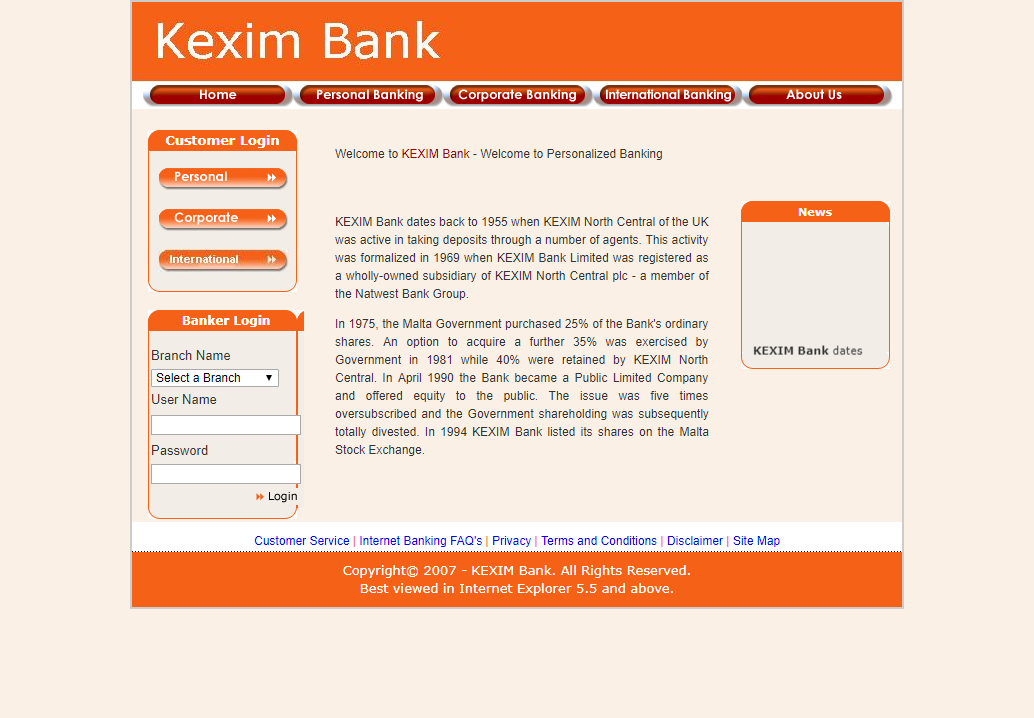 Kexim Bank
Home Personal Banking Corporate Banking International Banking About Us
Customer Login
Personal
Corporate
International
Banker Login
Branch Name
Select a Branch
User Name
Password
Login
Welcome to KEXIM Bank - Welcome to Personalized Banking
KEXIM Bank dates back to 1955 when KEXIM North Central of the UK
was active in taking deposits through a number of agents. This activity
was formalized in 1969 when KEXIM Bank Limited was registered as
a wholly-owned subsidiary of KEXIM North Central plc - a member of
the Natwest Bank Group.
In 1975, the Malta Government purchased 25% of the Bank's ordinary
shares. An option to acquire a further 35% was exercised by
Government in 1981 while 40% were retained by KEXIM North
Central. In April 1990 the Bank became a Public Limited Company
and offered equity to the public. The issue was five times
oversubscribed and the Government shareholding was subsequently
totally divested. In 1994 KEXIM Bank listed its shares on the Malta
Stock Exchange.
News
KEXIM Bank dates
Customer Service | Internet Banking FAQ's | Privacy | Terms and Conditions | Disclaimer | Site Map
Copyright© 2007 - KEXIM Bank. All Rights Reserved.
Best viewed in Internet Explorer 5.5 and above.